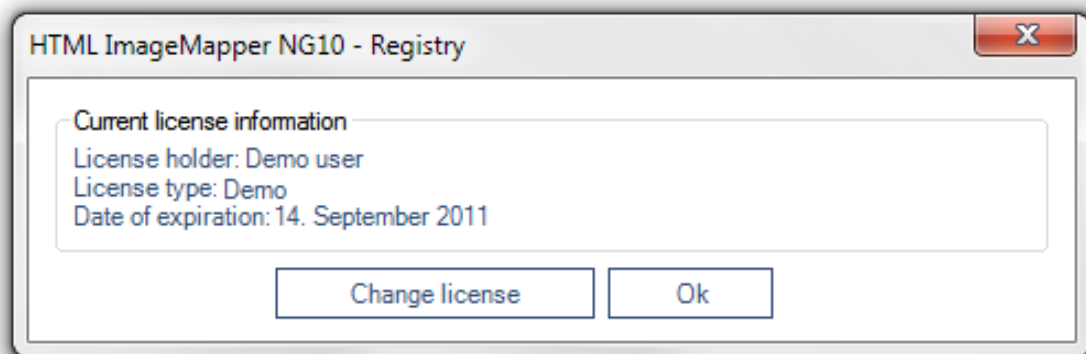 HTML ImageMapper NG10 - Registry
Current license information
License holder: Demo user
License type: Demo
Date of expiration: 14. September 2011
Change license
Ok